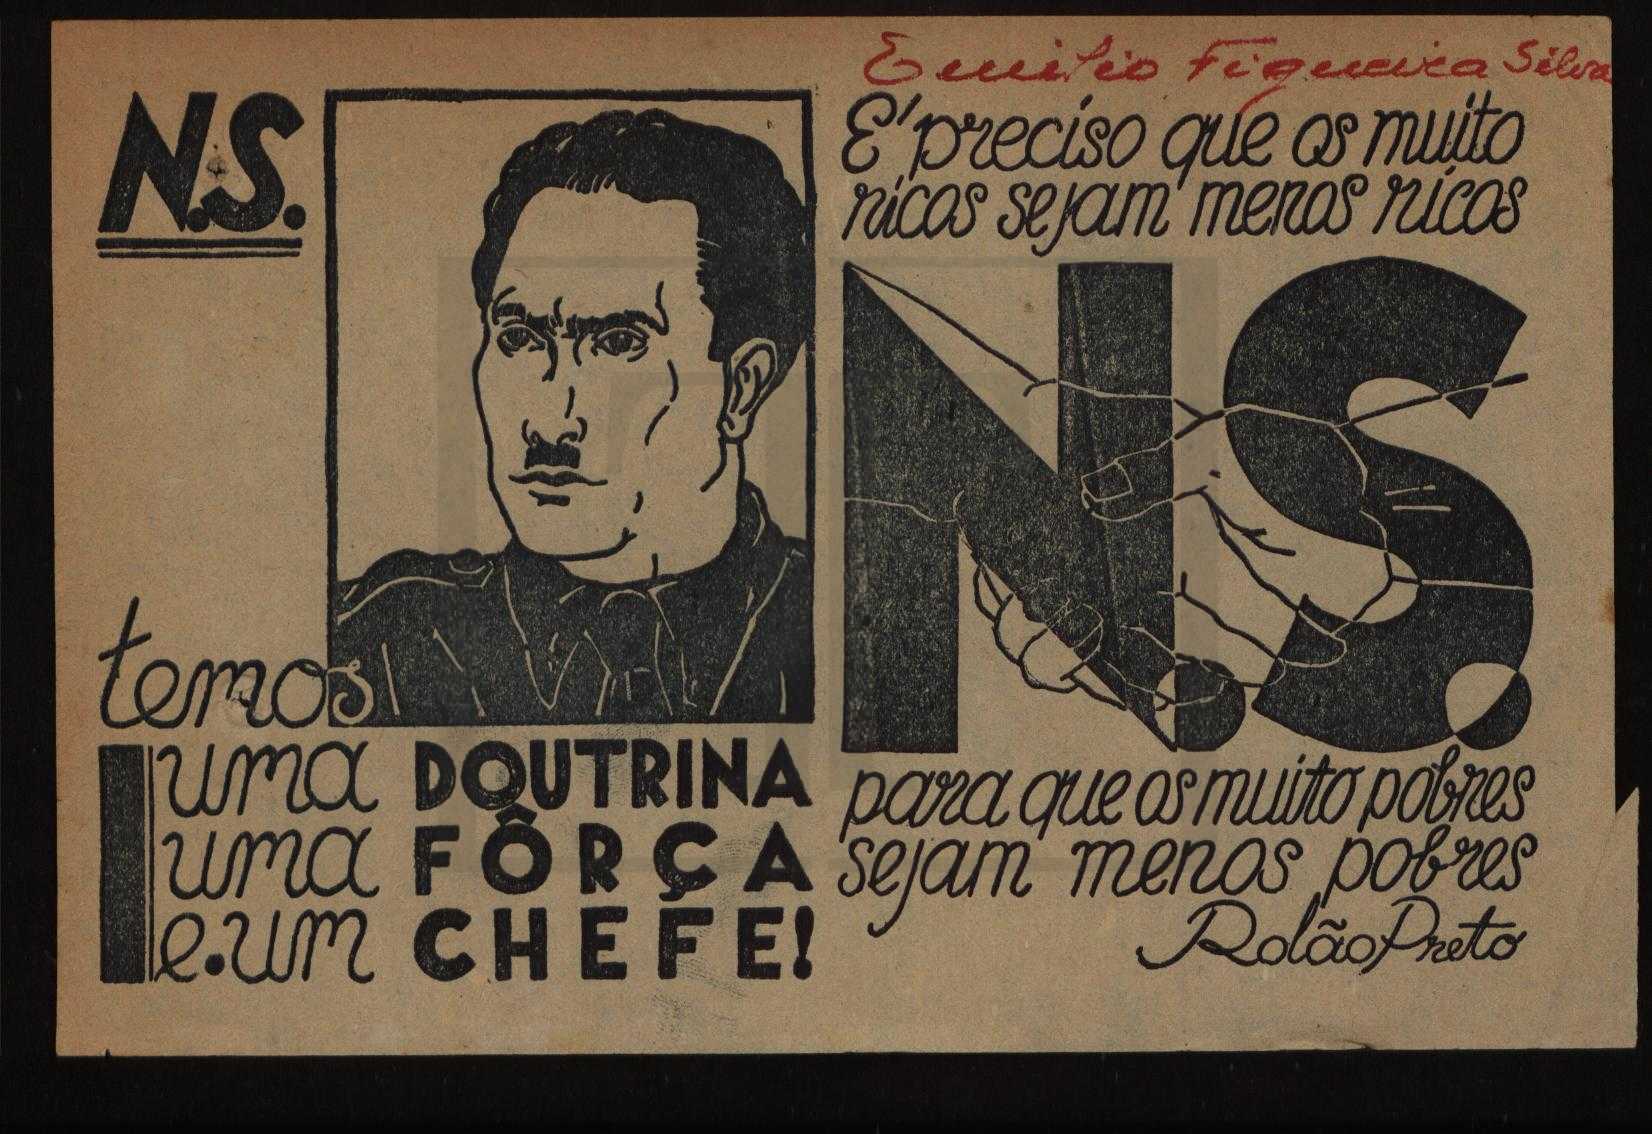 N.S.
temos
uma DOUTRINA
uma FÔRÇA
e.um CHEFE!
Emilio Figueira Silva
E' preciso que os muito
ricos sejam menos ricos
N.S.
para que os muito pobres
sejam menos pobres
Rolão Preto